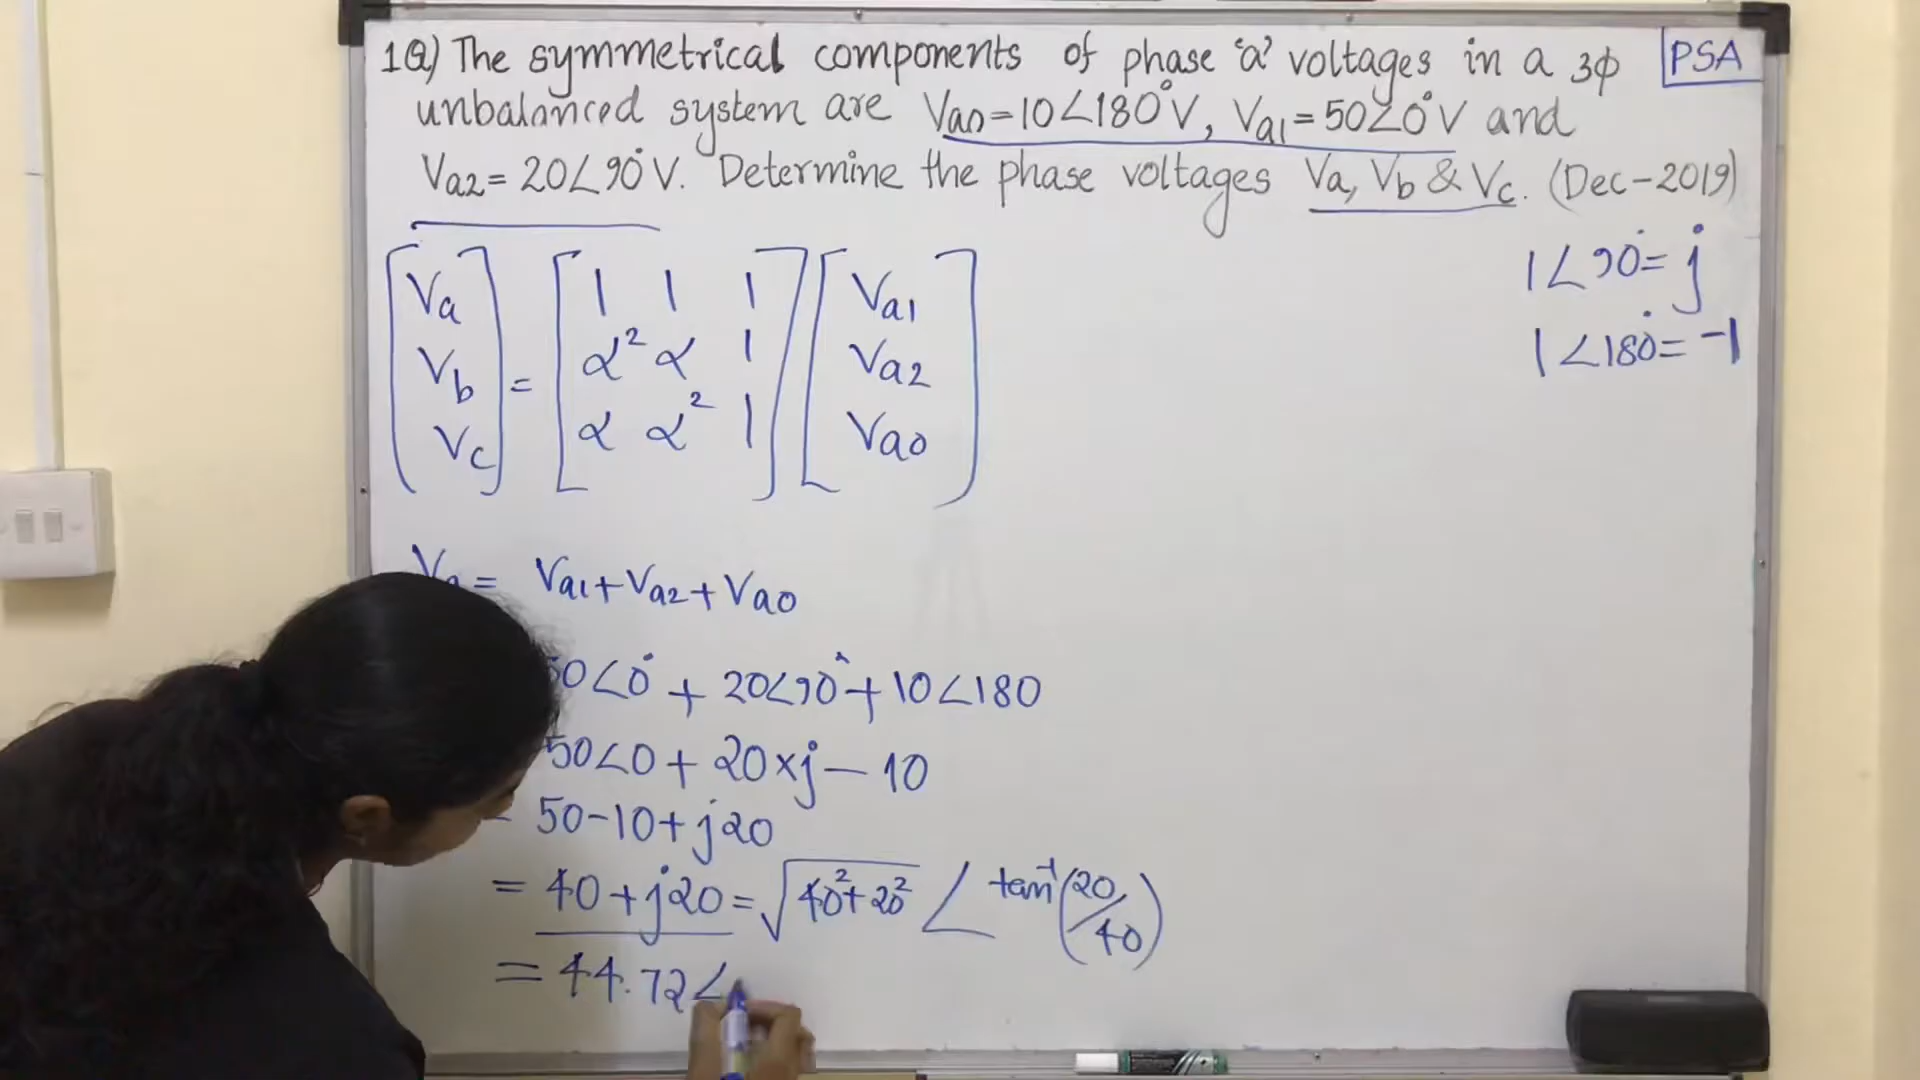 1Q) The symmetrical components of phase 'a' voltages in a 3φ PSA
unbalanced system are Va0=10∠180°V, Va1=50∠0°V and
Va2=20∠90°V. Determine the phase voltages Va, Vb & Vc. (Dec-2019)
1∠90°=j
1∠180°=-1
[Va] = [1 1 1] [Va1]
[Vb] [α² α 1] [Va2]
[Vc] [α α² 1] [Va0]
Va = Va1+Va2+Va0
50∠0° + 20∠90°+10∠180
50∠0 + 20×j-10
= 50-10+j20
= 40+j20=√40²+20² ∠tan⁻¹(20/40)
= 44.72∠